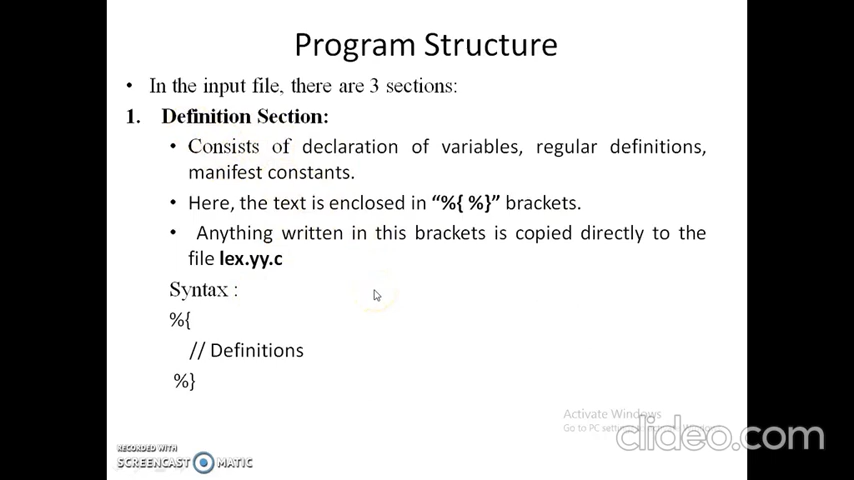 Program Structure
• In the input file, there are 3 sections:
1. Definition Section:
• Consists of declaration of variables, regular definitions,
manifest constants.
• Here, the text is enclosed in “%{ %}” brackets.
• Anything written in this brackets is copied directly to the
file lex.yy.c
Syntax :
%{
// Definitions
%}
Activate Windows
Go to PC
clideo.com
RECORDED WITH
SCREENCAST MATIC